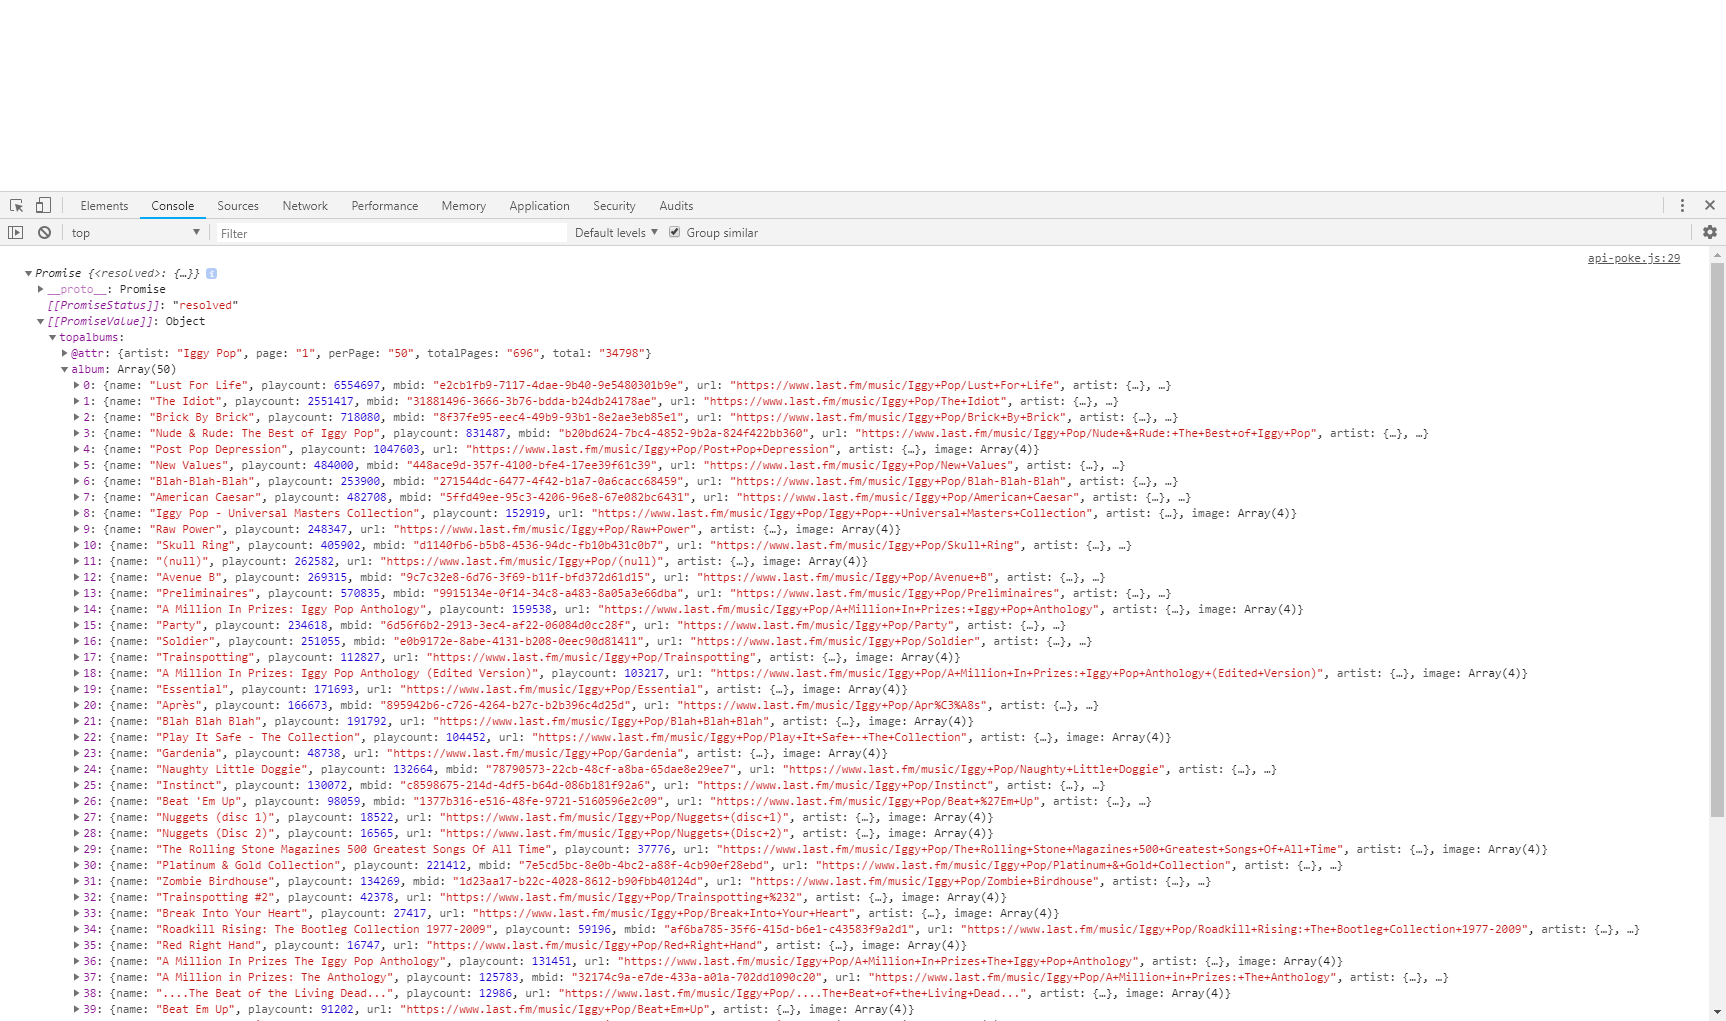 Elements Console Sources Network Performance Memory Application Security Audits
top Filter Default levels Group similar
api-poke.js:29
Promise {<resolved>: {…}}
__proto__: Promise
[[PromiseStatus]]: "resolved"
[[PromiseValue]]: Object
topalbums:
@attr: {artist: "Iggy Pop", page: "1", perPage: "50", totalPages: "696", total: "34798"}
album: Array(50)
0: {name: "Lust For Life", playcount: 6554697, mbid: "e2cb1fb9-7117-4dae-9b40-9e5480301b9e", url: "https://www.last.fm/music/Iggy+Pop/Lust+For+Life", artist: {…}, …}
1: {name: "The Idiot", playcount: 2551417, mbid: "31881496-3666-3b76-bdda-b24db24178ae", url: "https://www.last.fm/music/Iggy+Pop/The+Idiot", artist: {…}, …}
2: {name: "Brick By Brick", playcount: 718080, mbid: "8f37fe95-eec4-49b9-93b1-8e2ae3eb85e1", url: "https://www.last.fm/music/Iggy+Pop/Brick+By+Brick", artist: {…}, …}
3: {name: "Nude & Rude: The Best of Iggy Pop", playcount: 831487, mbid: "b20bd624-7bc4-4852-9b2a-824f422bb360", url: "https://www.last.fm/music/Iggy+Pop/Nude+&+Rude:+The+Best+of+Iggy+Pop", artist: {…}, …}
4: {name: "Post Pop Depression", playcount: 1047603, url: "https://www.last.fm/music/Iggy+Pop/Post+Pop+Depression", artist: {…}, image: Array(4)}
5: {name: "New Values", playcount: 484000, mbid: "448ace9d-357f-4100-bfe4-17ee39f61c39", url: "https://www.last.fm/music/Iggy+Pop/New+Values", artist: {…}, …}
6: {name: "Blah-Blah-Blah", playcount: 253900, mbid: "271544dc-6477-4f42-b1a7-0a6cacc68459", url: "https://www.last.fm/music/Iggy+Pop/Blah-Blah-Blah", artist: {…}, …}
7: {name: "American Caesar", playcount: 482708, mbid: "5ffd49ee-95c3-4206-96e8-67e082bc6431", url: "https://www.last.fm/music/Iggy+Pop/American+Caesar", artist: {…}, …}
8: {name: "Iggy Pop - Universal Masters Collection", playcount: 152919, url: "https://www.last.fm/music/Iggy+Pop/Iggy+Pop+-+Universal+Masters+Collection", artist: {…}, image: Array(4)}
9: {name: "Raw Power", playcount: 248347, url: "https://www.last.fm/music/Iggy+Pop/Raw+Power", artist: {…}, image: Array(4)}
10: {name: "Skull Ring", playcount: 405902, mbid: "d1140fb6-b5b8-4536-94dc-fb10b431c0b7", url: "https://www.last.fm/music/Iggy+Pop/Skull+Ring", artist: {…}, …}
11: {name: "(null)", playcount: 262582, url: "https://www.last.fm/music/Iggy+Pop/(null)", artist: {…}, image: Array(4)}
12: {name: "Avenue B", playcount: 269315, mbid: "9c7c32e8-6d76-3f69-b11f-bfd372d61d15", url: "https://www.last.fm/music/Iggy+Pop/Avenue+B", artist: {…}, …}
13: {name: "Preliminaires", playcount: 570835, mbid: "9915134e-0f14-34c8-a483-8a05a3e66dba", url: "https://www.last.fm/music/Iggy+Pop/Preliminaires", artist: {…}, …}
14: {name: "A Million In Prizes: Iggy Pop Anthology", playcount: 159538, url: "https://www.last.fm/music/Iggy+Pop/A+Million+In+Prizes:+Iggy+Pop+Anthology", artist: {…}, image: Array(4)}
15: {name: "Party", playcount: 234618, mbid: "6d56f6b2-2913-3ec4-af22-06084d0cc28f", url: "https://www.last.fm/music/Iggy+Pop/Party", artist: {…}, …}
16: {name: "Soldier", playcount: 251055, mbid: "e0b9172e-8abe-4131-b208-0eec90d81411", url: "https://www.last.fm/music/Iggy+Pop/Soldier", artist: {…}, …}
17: {name: "Trainspotting", playcount: 112827, url: "https://www.last.fm/music/Iggy+Pop/Trainspotting", artist: {…}, image: Array(4)}
18: {name: "A Million In Prizes: Iggy Pop Anthology (Edited Version)", playcount: 103217, url: "https://www.last.fm/music/Iggy+Pop/A+Million+In+Prizes:+Iggy+Pop+Anthology+(Edited+Version)", artist: {…}, image: Array(4)}
19: {name: "Essential", playcount: 171693, url: "https://www.last.fm/music/Iggy+Pop/Essential", artist: {…}, image: Array(4)}
20: {name: "Après", playcount: 166673, mbid: "895942b6-c726-4264-b27c-b2b396c4d25d", url: "https://www.last.fm/music/Iggy+Pop/Apr%C3%A8s", artist: {…}, …}
21: {name: "Blah Blah Blah", playcount: 191792, url: "https://www.last.fm/music/Iggy+Pop/Blah+Blah+Blah", artist: {…}, image: Array(4)}
22: {name: "Play It Safe - The Collection", playcount: 104452, url: "https://www.last.fm/music/Iggy+Pop/Play+It+Safe+-+The+Collection", artist: {…}, image: Array(4)}
23: {name: "Gardenia", playcount: 48738, url: "https://www.last.fm/music/Iggy+Pop/Gardenia", artist: {…}, image: Array(4)}
24: {name: "Naughty Little Doggie", playcount: 132664, mbid: "78790573-22cb-48cf-a8ba-65dae8e29ee7", url: "https://www.last.fm/music/Iggy+Pop/Naughty+Little+Doggie", artist: {…}, …}
25: {name: "Instinct", playcount: 130072, mbid: "c8598675-214d-4df5-b64d-086b181f92a6", url: "https://www.last.fm/music/Iggy+Pop/Instinct", artist: {…}, …}
26: {name: "Beat 'Em Up", playcount: 98059, mbid: "1377b316-e516-48fe-9721-5160596e2c09", url: "https://www.last.fm/music/Iggy+Pop/Beat+%27Em+Up", artist: {…}, …}
27: {name: "Nuggets (disc 1)", playcount: 18522, url: "https://www.last.fm/music/Iggy+Pop/Nuggets+(disc+1)", artist: {…}, image: Array(4)}
28: {name: "Nuggets (Disc 2)", playcount: 16565, url: "https://www.last.fm/music/Iggy+Pop/Nuggets+(Disc+2)", artist: {…}, image: Array(4)}
29: {name: "The Rolling Stone Magazines 500 Greatest Songs Of All Time", playcount: 37776, url: "https://www.last.fm/music/Iggy+Pop/The+Rolling+Stone+Magazines+500+Greatest+Songs+Of+All+Time", artist: {…}, image: Array(4)}
30: {name: "Platinum & Gold Collection", playcount: 221412, mbid: "7e5cd5bc-8e0b-4bc2-a88f-4cb90ef28ebd", url: "https://www.last.fm/music/Iggy+Pop/Platinum+&+Gold+Collection", artist: {…}, …}
31: {name: "Zombie Birdhouse", playcount: 134269, mbid: "1d23aa17-b22c-4028-8612-b90fbb40124d", url: "https://www.last.fm/music/Iggy+Pop/Zombie+Birdhouse", artist: {…}, …}
32: {name: "Trainspotting #2", playcount: 42378, url: "https://www.last.fm/music/Iggy+Pop/Trainspotting+%232", artist: {…}, image: Array(4)}
33: {name: "Break Into Your Heart", playcount: 27417, url: "https://www.last.fm/music/Iggy+Pop/Break+Into+Your+Heart", artist: {…}, image: Array(4)}
34: {name: "Roadkill Rising: The Bootleg Collection 1977-2009", playcount: 59196, mbid: "af6ba785-35f6-415d-b6e1-c43583f9a2d1", url: "https://www.last.fm/music/Iggy+Pop/Roadkill+Rising:+The+Bootleg+Collection+1977-2009", artist: {…}, …}
35: {name: "Red Right Hand", playcount: 16747, url: "https://www.last.fm/music/Iggy+Pop/Red+Right+Hand", artist: {…}, image: Array(4)}
36: {name: "A Million in Prizes The Iggy Pop Anthology", playcount: 131451, url: "https://www.last.fm/music/Iggy+Pop/A+Million+In+Prizes+The+Iggy+Pop+Anthology", artist: {…}, image: Array(4)}
37: {name: "A Million in Prizes: The Anthology", playcount: 125783, mbid: "32174c9a-e7de-433a-a01a-702dd1090c20", url: "https://www.last.fm/music/Iggy+Pop/A+Million+in+Prizes:+The+Anthology", artist: {…}, …}
38: {name: "....The Beat of the Living Dead...", playcount: 12986, url: "https://www.last.fm/music/Iggy+Pop/....The+Beat+of+the+Living+Dead...", artist: {…}, image: Array(4)}
39: {name: "Beat Em Up", playcount: 91202, url: "https://www.last.fm/music/Iggy+Pop/Beat+Em+Up", artist: {…}, image: Array(4)}